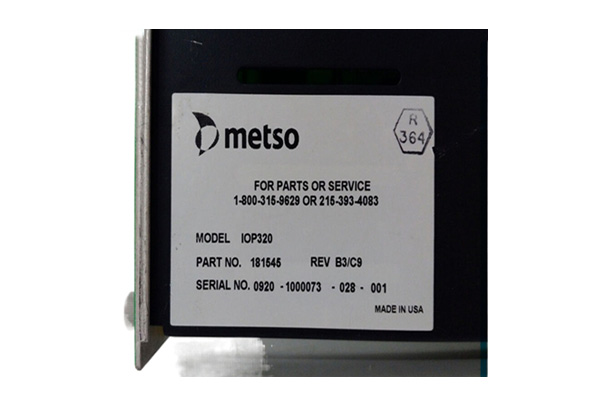 metso
R
364
FOR PARTS OR SERVICE
1-800-315-9629 OR 215-393-4083
MODEL IOP320
PART NO. 181545 REV B3/C9
SERIAL NO. 0920 -1000073 - 028 - 001
MADE IN USA